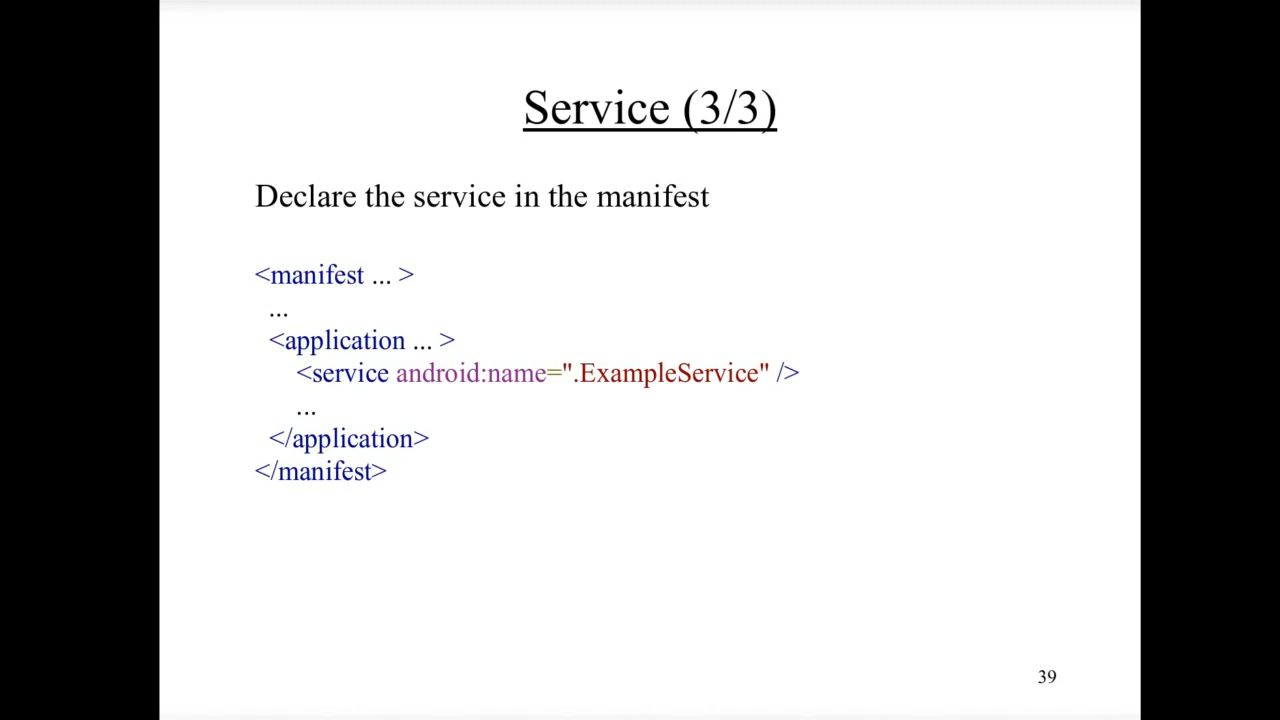 Service (3/3)
Declare the service in the manifest
<manifest ... >
...
<application ... >
<service android:name=".ExampleService" />
...
</application>
</manifest>
39